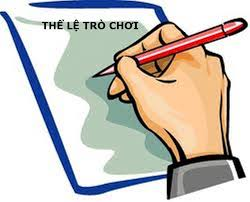 THỂ LỆ TRÒ CHƠI